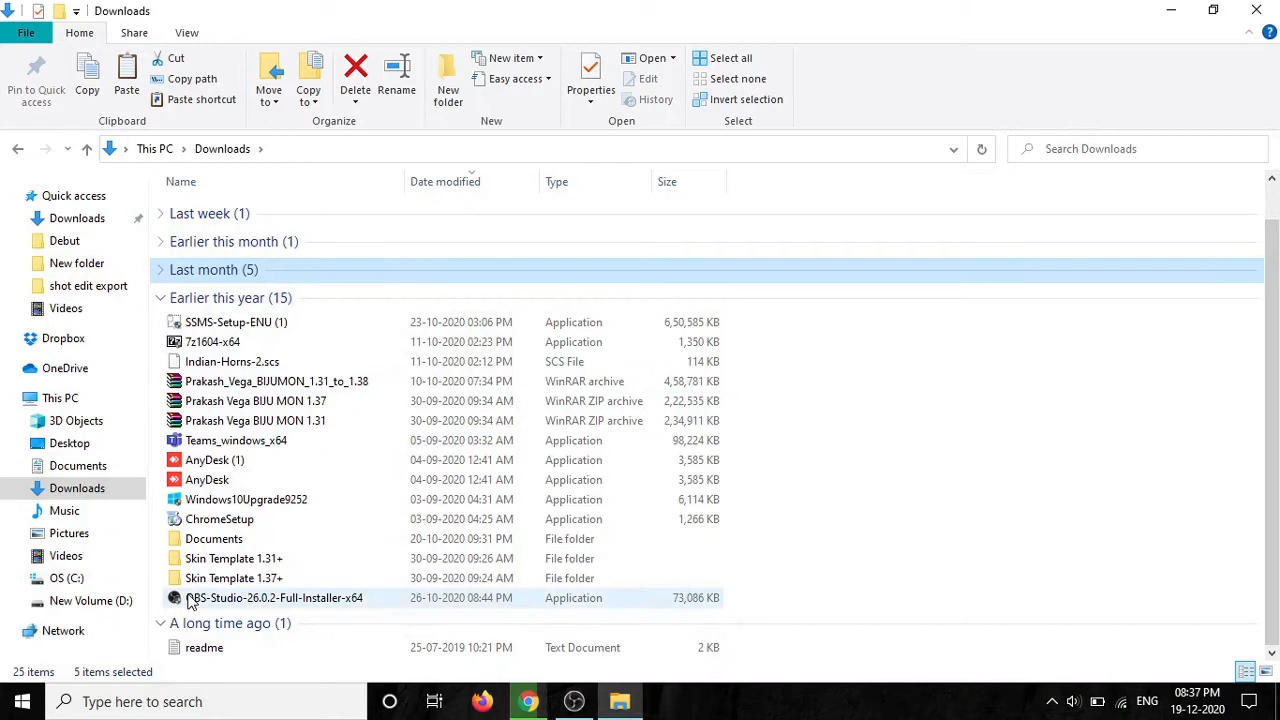 Downloads
File Home Share View
Pin to Quick access
Copy
Paste
Cut
Copy path
Paste shortcut
Clipboard
Move to
Copy to
Delete
Rename
Organize
New folder
New item
Easy access
New
Properties
Open
Edit
History
Open
Select all
Select none
Invert selection
Select
This PC Downloads
Search Downloads
Quick access
Downloads
Debut
New folder
shot edit export
Videos
Dropbox
OneDrive
This PC
3D Objects
Desktop
Documents
Downloads
Music
Pictures
Videos
OS (C:)
New Volume (D:)
Network
Name Date modified Type Size
Last week (1)
Earlier this month (1)
Last month (5)
Earlier this year (15)
SSMS-Setup-ENU (1) 23-10-2020 03:06 PM Application 6,50,585 KB
7z1604-x64 11-10-2020 02:23 PM Application 1,350 KB
Indian-Horns-2.scs 11-10-2020 02:12 PM SCS File 114 KB
Prakash_Vega_BIJUMON_1.31_to_1.38 10-10-2020 07:34 PM WinRAR archive 4,58,781 KB
Prakash Vega BIJU MON 1.37 30-09-2020 09:34 AM WinRAR ZIP archive 2,22,535 KB
Prakash Vega BIJU MON 1.31 30-09-2020 09:34 AM WinRAR ZIP archive 2,34,911 KB
Teams_windows_x64 05-09-2020 03:32 AM Application 98,224 KB
AnyDesk (1) 04-09-2020 12:41 AM Application 3,585 KB
AnyDesk 04-09-2020 12:41 AM Application 3,585 KB
Windows10Upgrade9252 03-09-2020 04:31 AM Application 6,114 KB
ChromeSetup 03-09-2020 04:25 AM Application 1,266 KB
Documents 20-10-2020 09:31 PM File folder
Skin Template 1.31+ 30-09-2020 09:26 AM File folder
Skin Template 1.37+ 30-09-2020 09:24 AM File folder
OBS-Studio-26.0.2-Full-Installer-x64 26-10-2020 08:44 PM Application 73,086 KB
A long time ago (1)
readme 25-07-2019 10:21 PM Text Document 2 KB
25 items 5 items selected
Type here to search
ENG
08:37 PM
19-12-2020